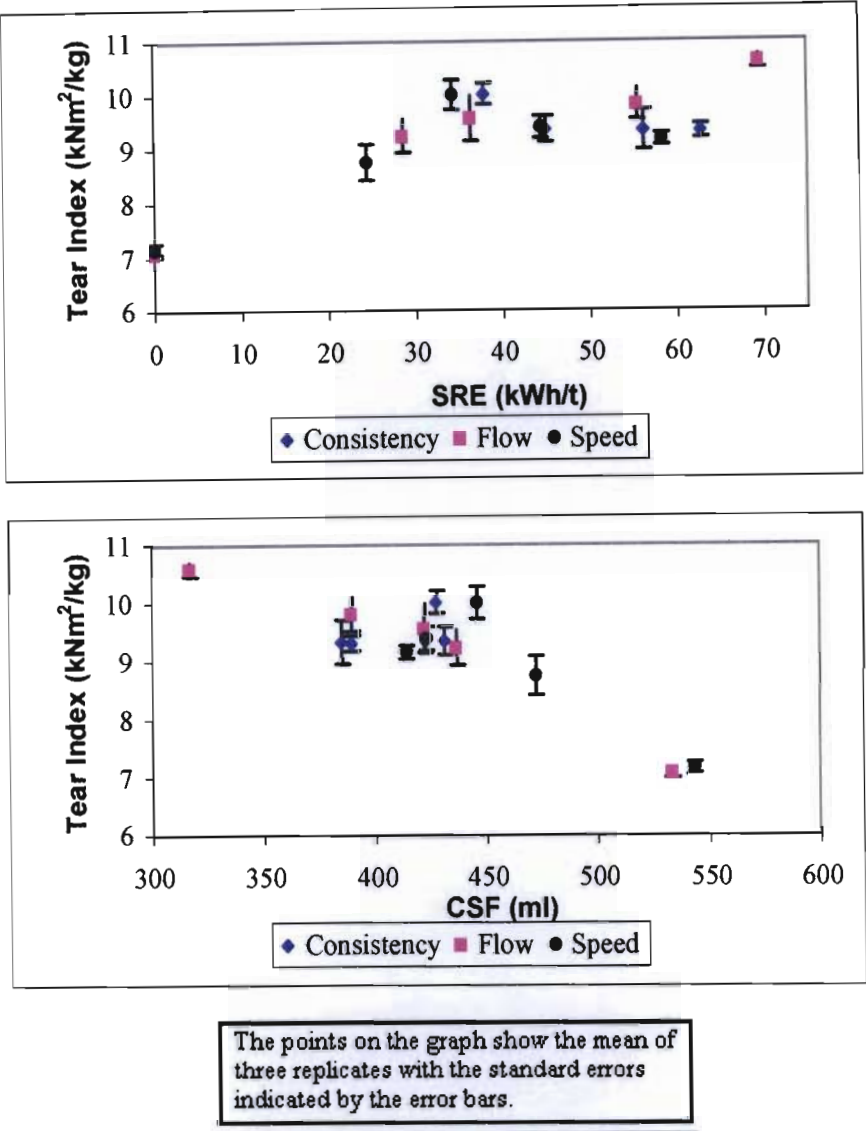 11
10
9
8
7
6
Tear Index (kNm²/kg)
0 10 20 30 40 50 60 70
SRE (kWh/t)
Consistency Flow Speed
11
10
9
8
7
6
Tear Index (kNm²/kg)
300 350 400 450 500 550 600
CSF (ml)
Consistency Flow Speed
The points on the graph show the mean of
three replicates with the standard errors
indicated by the error bars.